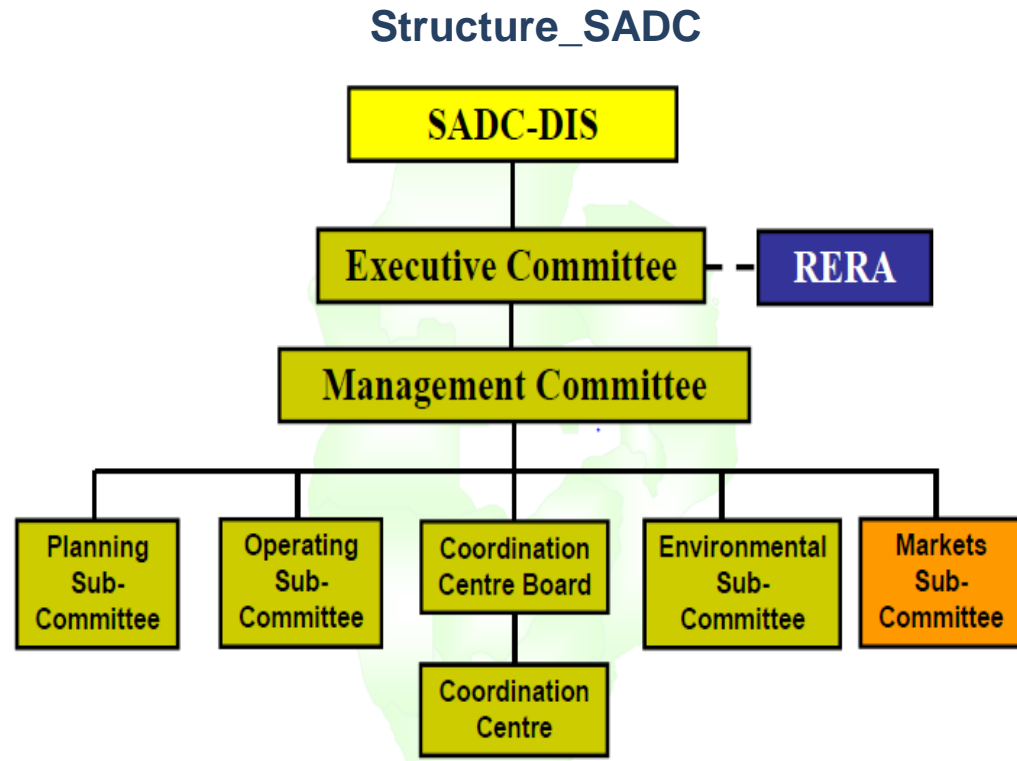 Structure_SADC
SADC-DIS
Executive Committee
RERA
Management Committee
Planning
Sub-
Committee
Operating
Sub-
Committee
Coordination
Centre Board
Environmental
Sub-
Committee
Markets
Sub-
Committee
Coordination
Centre